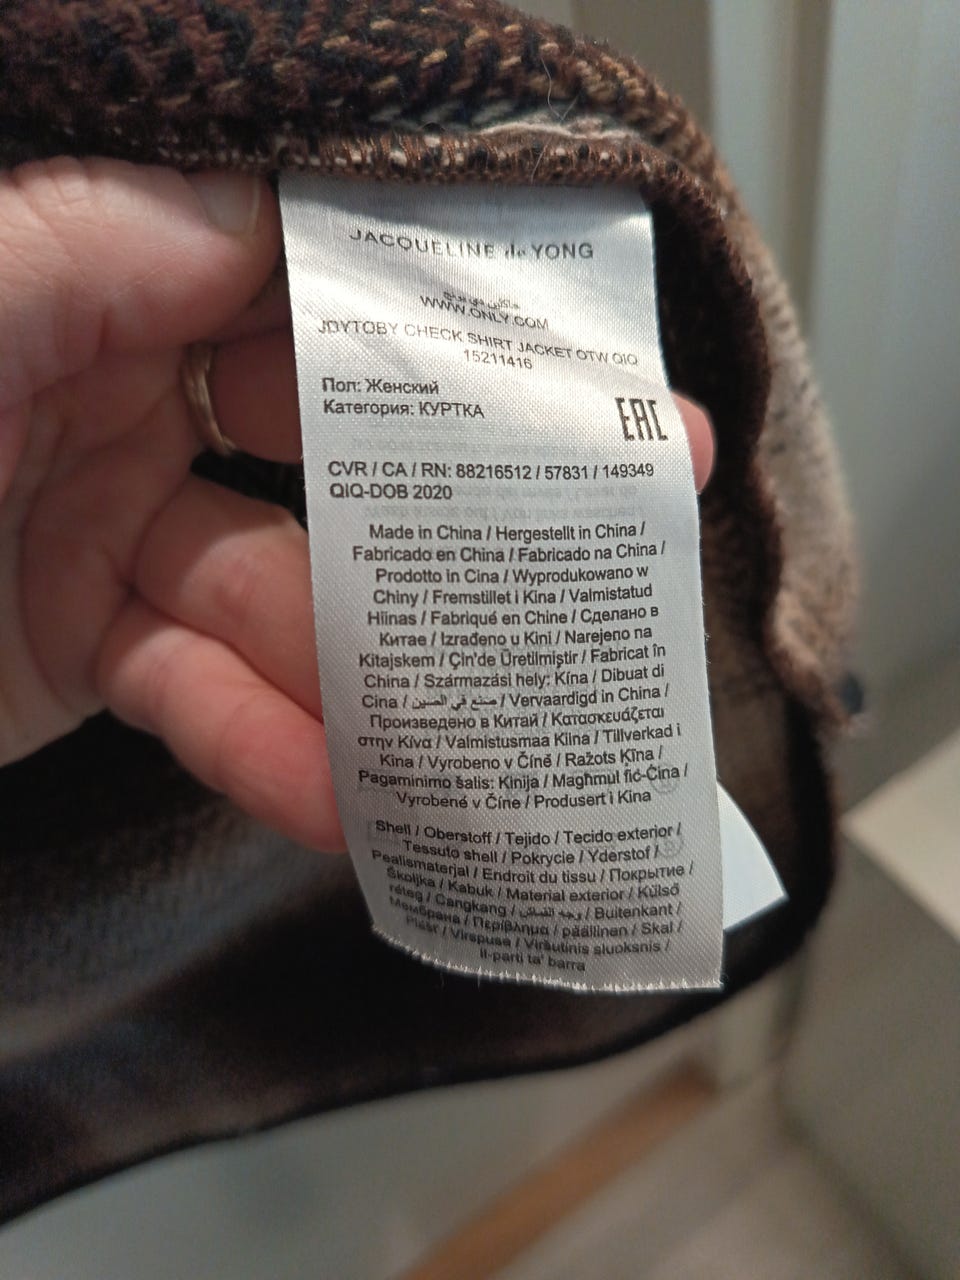 JACQUELINE de YONG
WWW.ONLY.COM
JDYTOBY CHECK SHIRT JACKET OTW QIQ
15211416
Пол: Женский
Категория: КУРТКА
EAC
CVR / CA / RN: 88216512 / 57831 / 149349
QIQ-DOB 2020
Made in China / Hergestellt in China /
Fabricado en China / Fabricado na China /
Prodotto in Cina / Wyprodukowano w
Chiny / Fremstillet i Kina / Valmistatud
Hiinas / Fabriqué en Chine / Сделано в
Китае / Izrađeno u Kini / Narejeno na
Kitajskem / Çin'de Üretilmiştir / Fabricat în
China / Származási hely: Kína / Dibuat di
Cina / صنع في الصين / Vervaardigd in China /
Произведено в Китай / Κατασκευάζεται
στην Κίνα / Valmistusmaa Kiina / Tillverkad i
Kina / Vyrobeno v Číně / Ražots Ķīna /
Pagaminimo šalis: Kinija / Magħmul fiċ-Ċina /
Vyrobené v Číne / Produsert i Kina
Shell / Oberstoff / Tejido / Tecido exterior /
Tessuto shell / Pokrycie / Yderstof /
Pealismaterjal / Endroit du tissu / Покрытие /
Školjka / Kabuk / Material exterior / Külső
réteg / Cangkang / وجه القماش / Buitenkant /
Мембрана / Περίβλημα / päällinen / Skal /
Plášť / Virspuse / Viršutinis sluoksnis /
il-parti ta' barra